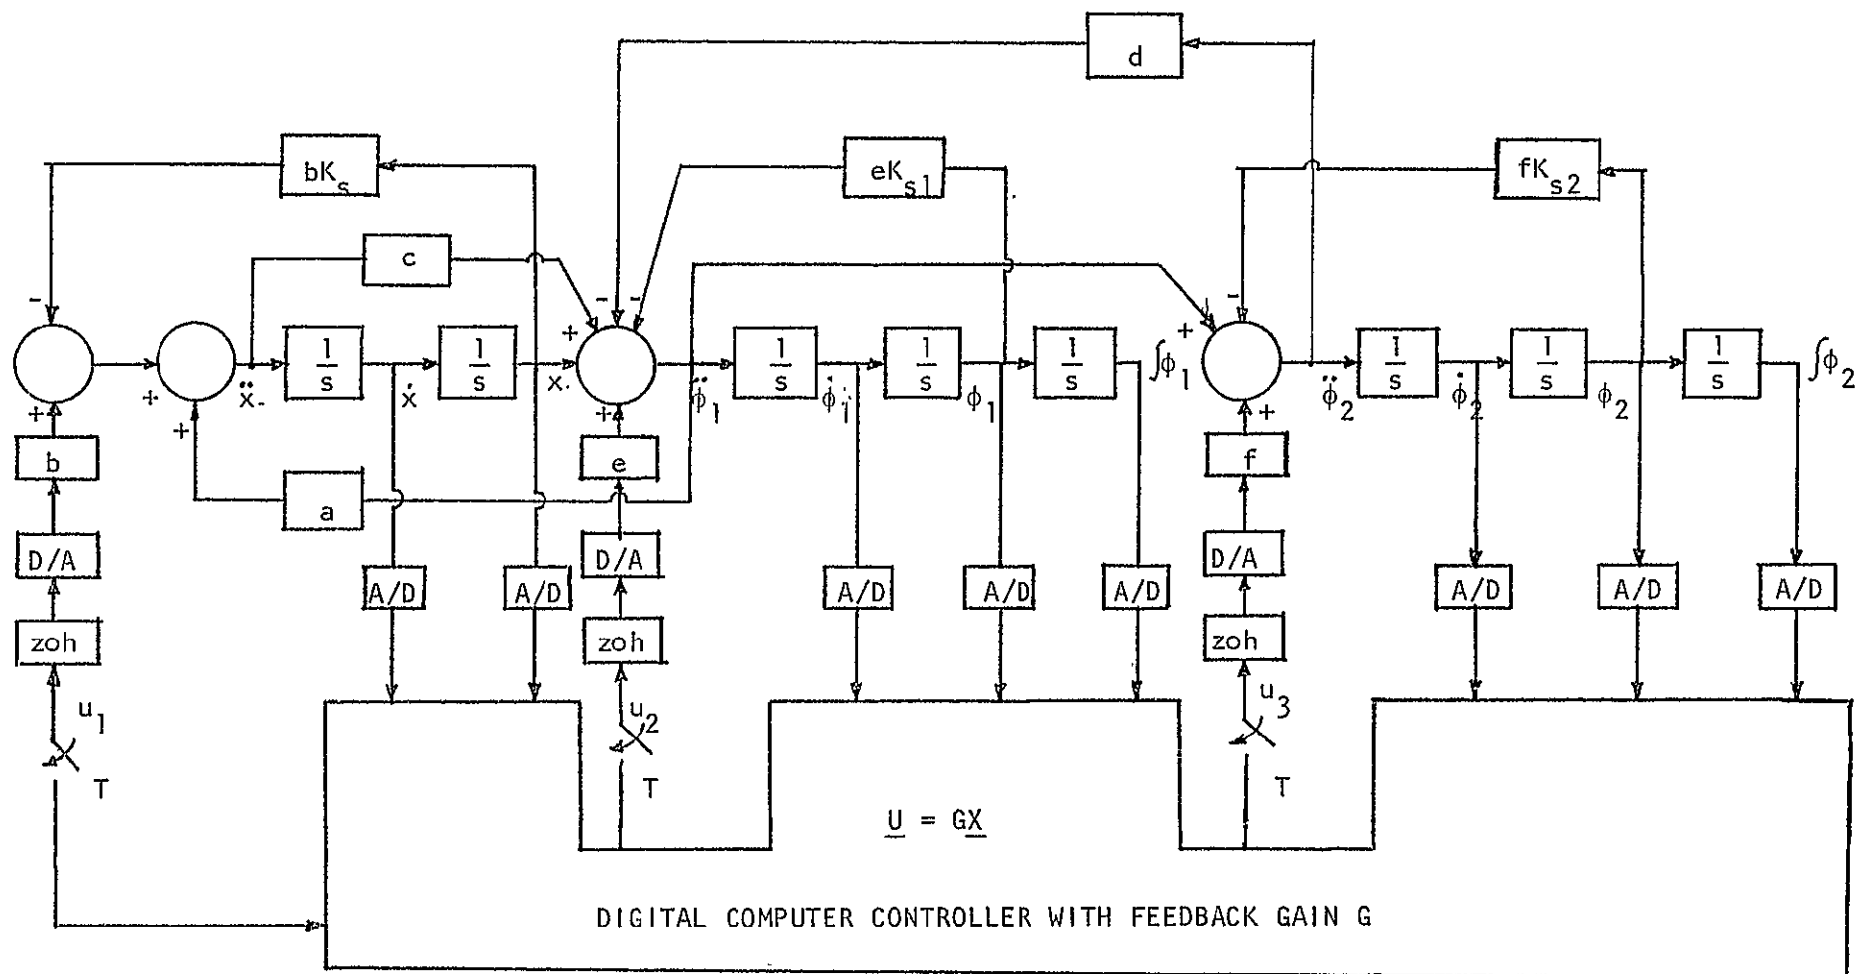 d
bK_s
eK_s1
fK_s2
c
- - - -
+ +
1/s 1/s 1/s 1/s 1/s 1/s 1/s 1/s
ẍ ẋ x φ̈_1 φ̇_1 φ_1 ∫φ_1 φ̈_2 φ̇_2 φ_2 ∫φ_2
+ + + + +
b e f
a
D/A D/A D/A
A/D A/D A/D A/D A/D A/D A/D A/D
zoh zoh zoh
u_1 u_2 u_3
T T T
U = GX
DIGITAL COMPUTER CONTROLLER WITH FEEDBACK GAIN G